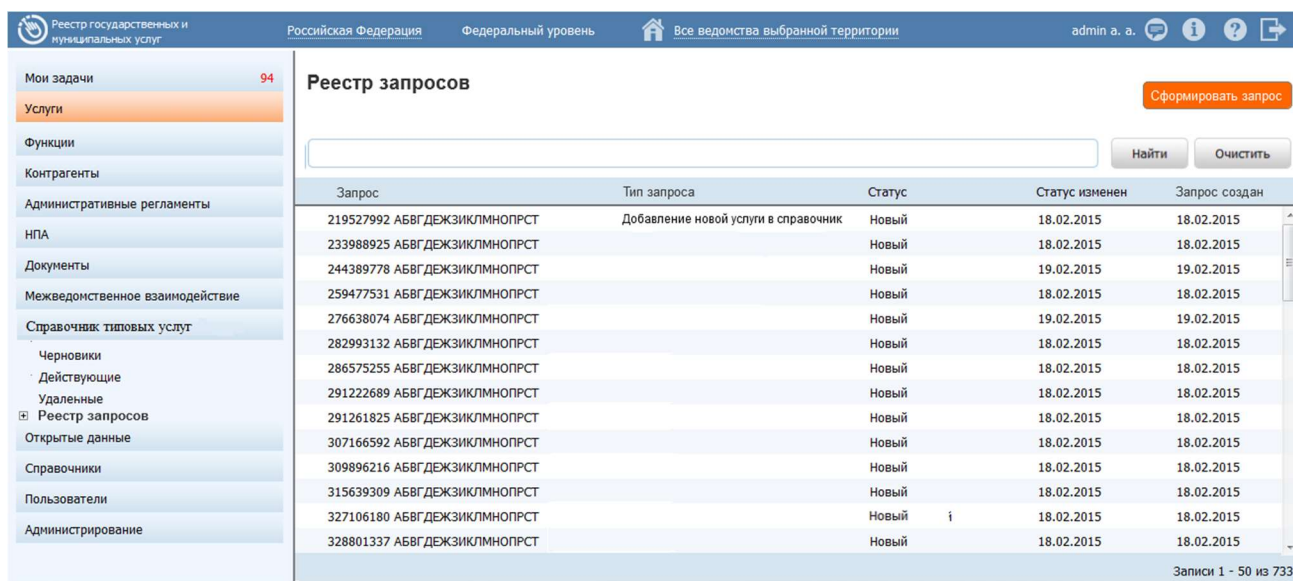 Реестр государственных и
муниципальных услуг
Российская Федерация Федеральный уровень Все ведомства выбранной территории admin a. a.
Мои задачи 94
Услуги
Функции
Контрагенты
Административные регламенты
НПА
Документы
Межведомственное взаимодействие
Справочник типовых услуг
Черновики
Действующие
Удаленные
Реестр запросов
Открытые данные
Справочники
Пользователи
Администрирование
Реестр запросов
Сформировать запрос
Найти Очистить
Запрос Тип запроса Статус Статус изменен Запрос создан
219527992 АБВГДЕЖЗИКЛМНОПРСТ Добавление новой услуги в справочник Новый 18.02.2015 18.02.2015
233988925 АБВГДЕЖЗИКЛМНОПРСТ Новый 18.02.2015 18.02.2015
244389778 АБВГДЕЖЗИКЛМНОПРСТ Новый 19.02.2015 19.02.2015
259477531 АБВГДЕЖЗИКЛМНОПРСТ Новый 18.02.2015 18.02.2015
276638074 АБВГДЕЖЗИКЛМНОПРСТ Новый 19.02.2015 19.02.2015
282993132 АБВГДЕЖЗИКЛМНОПРСТ Новый 18.02.2015 18.02.2015
286575255 АБВГДЕЖЗИКЛМНОПРСТ Новый 18.02.2015 18.02.2015
291222689 АБВГДЕЖЗИКЛМНОПРСТ Новый 18.02.2015 18.02.2015
291261825 АБВГДЕЖЗИКЛМНОПРСТ Новый 18.02.2015 18.02.2015
307166592 АБВГДЕЖЗИКЛМНОПРСТ Новый 18.02.2015 18.02.2015
309896216 АБВГДЕЖЗИКЛМНОПРСТ Новый 18.02.2015 18.02.2015
315639309 АБВГДЕЖЗИКЛМНОПРСТ Новый 18.02.2015 18.02.2015
327106180 АБВГДЕЖЗИКЛМНОПРСТ Новый 18.02.2015 18.02.2015
328801337 АБВГДЕЖЗИКЛМНОПРСТ Новый 18.02.2015 18.02.2015
Записи 1 - 50 из 733